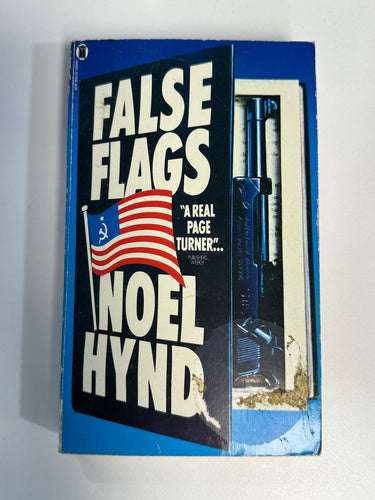 FALSE
FLAGS
"A REAL
PAGE
TURNER"...
PUBLISHERS
WEEKLY
NOEL
HYND